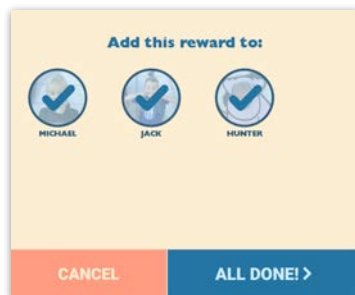 Add this reward to:
MICHAEL JACK HUNTER
CANCEL ALL DONE! >